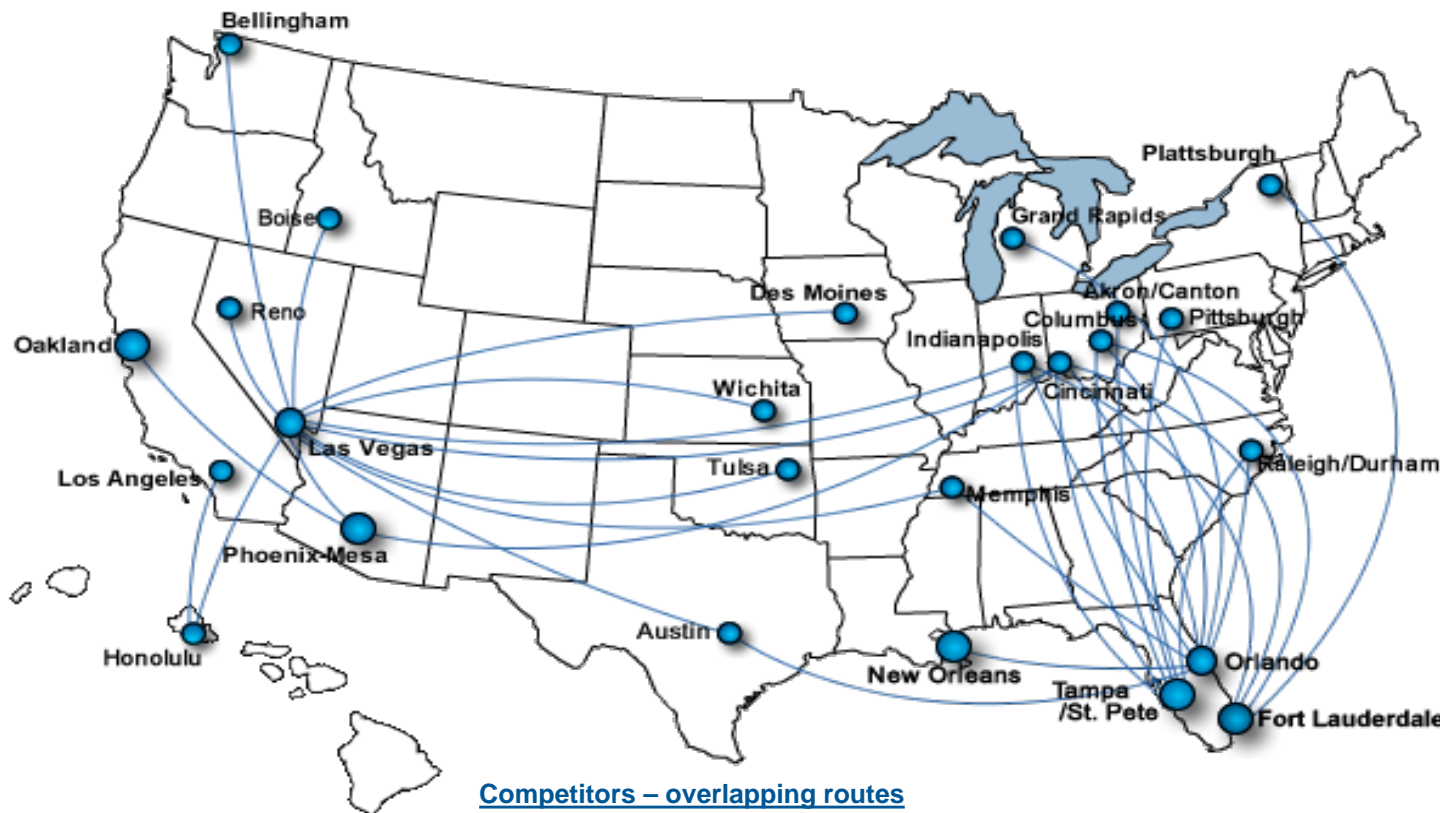 Bellingham
Plattsburgh
Boise
Grand Rapids
Des Moines
Akron/Canton
Reno
Columbus
Pittsburgh
Oakland
Indianapolis
Wichita
Cincinnati
Las Vegas
Los Angeles
Tulsa
Raleigh/Durham
Memphis
Phoenix-Mesa
Honolulu
Austin
New Orleans
Orlando
Tampa
/St. Pete
Fort Lauderdale
Competitors – overlapping routes